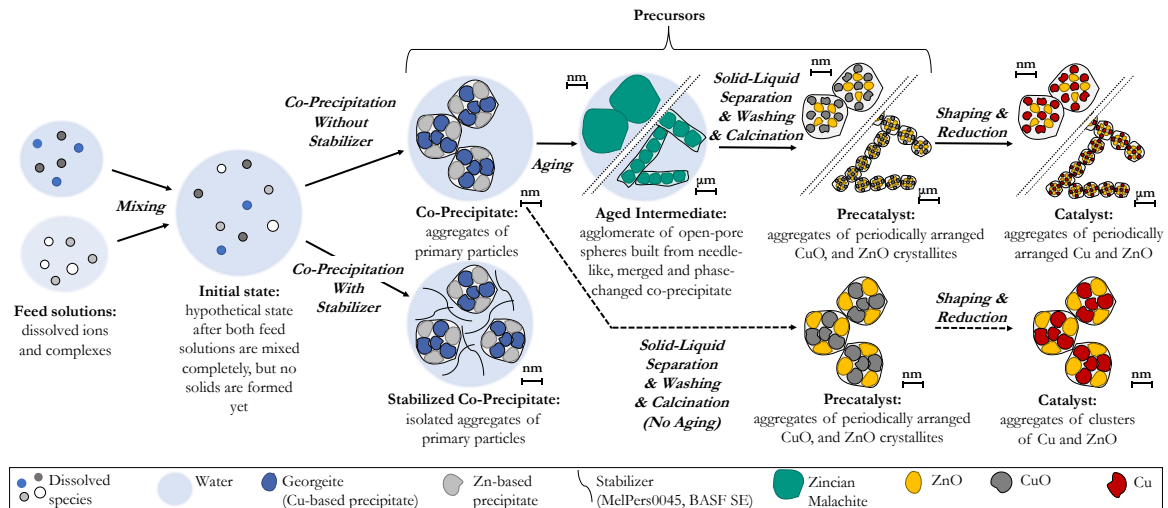 Precursors
Feed solutions:
dissolved ions
and complexes
Mixing
Initial state:
hypothetical state
after both feed
solutions are mixed
completely, but no
solids are formed
yet
Co-Precipitation
Without
Stabilizer
Co-Precipitation
With
Stabilizer
nm
Co-Precipitate:
aggregates of
primary particles
nm
Stabilized Co-Precipitate:
isolated aggregates of
primary particles
Aging
nm
μm
Aged Intermediate:
agglomerate of open-pore
spheres built from needle-
like, merged and phase-
changed co-precipitate
Solid-Liquid
Separation
& Washing
& Calcination
nm
μm
Precatalyst:
aggregates of periodically arranged
CuO, and ZnO crystallites
Shaping &
Reduction
nm
μm
Catalyst:
aggregates of periodically
arranged Cu and ZnO
Solid-Liquid
Separation
& Washing
& Calcination
(No Aging)
nm
Precatalyst:
aggregates of periodically arranged
CuO, and ZnO crystallites
Shaping &
Reduction
nm
Catalyst:
aggregates of clusters
of Cu and ZnO
Dissolved
species
Water
Georgeite
(Cu-based precipitate)
Zn-based
precipitate
Stabilizer
(MelPers0045, BASF SE)
Zincian
Malachite
ZnO
CuO
Cu